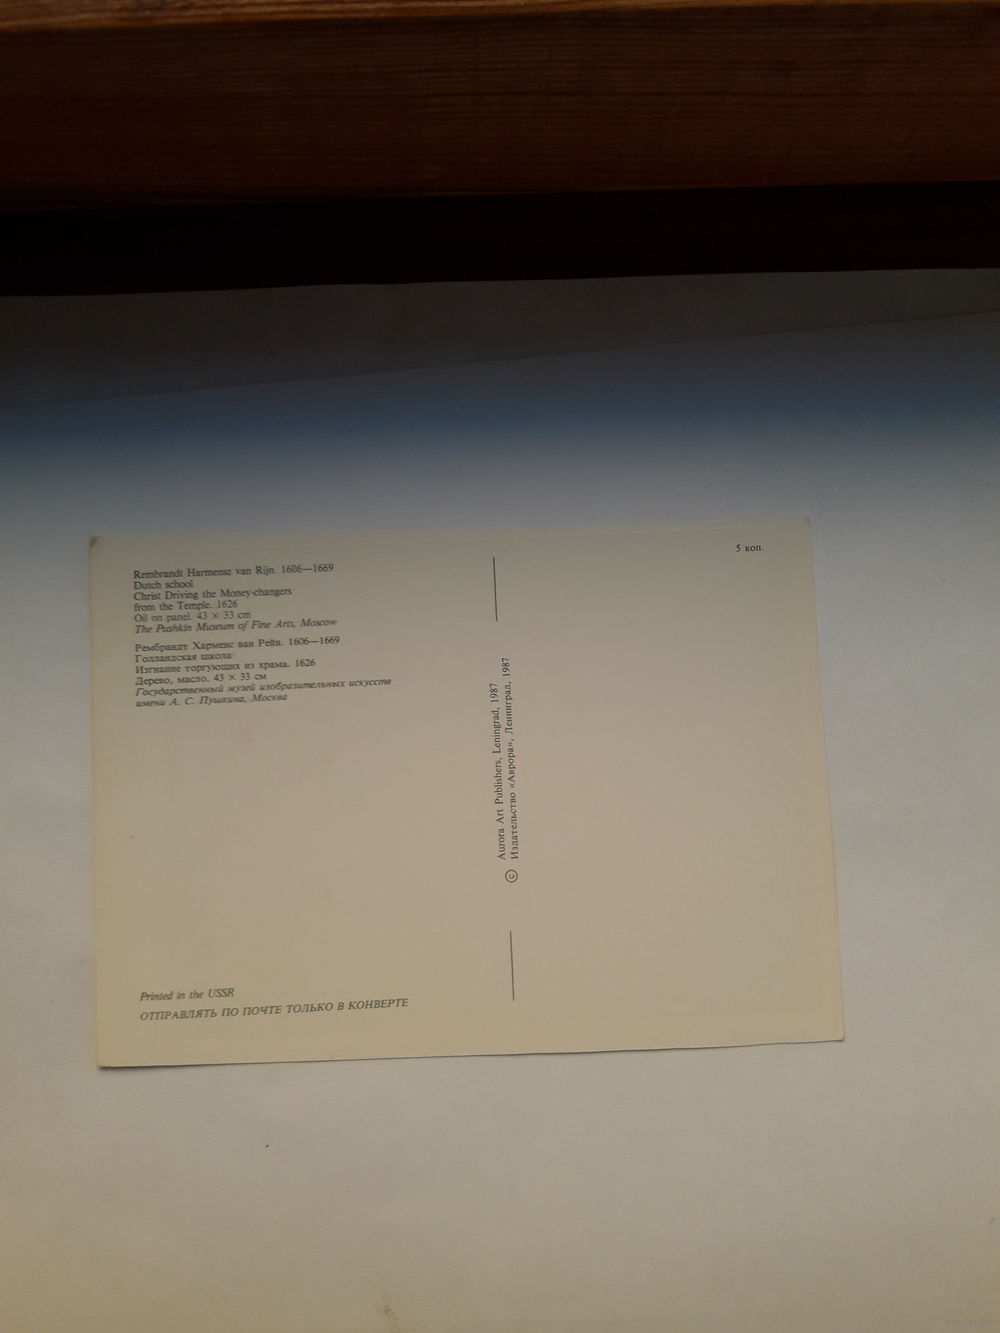 Rembrandt Harmensz van Rijn. 1606—1669
Dutch school
Christ Driving the Money-changers
from the Temple. 1626
Oil on panel. 43 × 33 cm
The Pushkin Museum of Fine Arts, Moscow
Рембрандт Харменс ван Рейн. 1606—1669
Голландская школа
Изгнание торгующих из храма. 1626
Дерево, масло. 43 × 33 см
Государственный музей изобразительных искусств
имени А. С. Пушкина, Москва
Printed in the USSR
ОТПРАВЛЯТЬ ПО ПОЧТЕ ТОЛЬКО В КОНВЕРТЕ
© Aurora Art Publishers, Leningrad, 1987
Издательство «Аврора», Ленинград, 1987
5 коп.